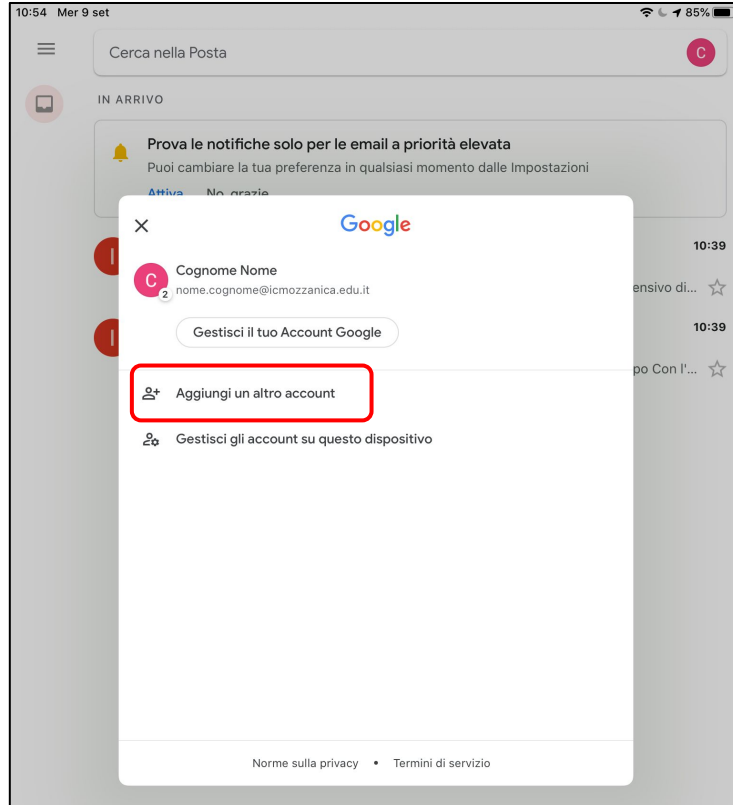 10:54 Mer 9 set
85%
Cerca nella Posta
C
IN ARRIVO
Prova le notifiche solo per le email a priorità elevata
Puoi cambiare la tua preferenza in qualsiasi momento dalle Impostazioni
Attiva No, grazie
Google
I
10:39
C
2
Cognome Nome
nome.cognome@icmozzanica.edu.it
ensivo di...
Gestisci il tuo Account Google
I
10:39
po Con l'...
Aggiungi un altro account
Gestisci gli account su questo dispositivo
Norme sulla privacy • Termini di servizio